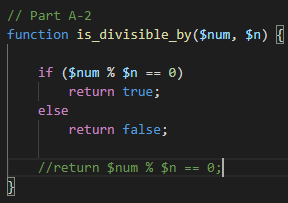 // Part A-2
function is_divisible_by($num, $n) {
if ($num % $n == 0)
return true;
else
return false;
//return $num % $n == 0;
}